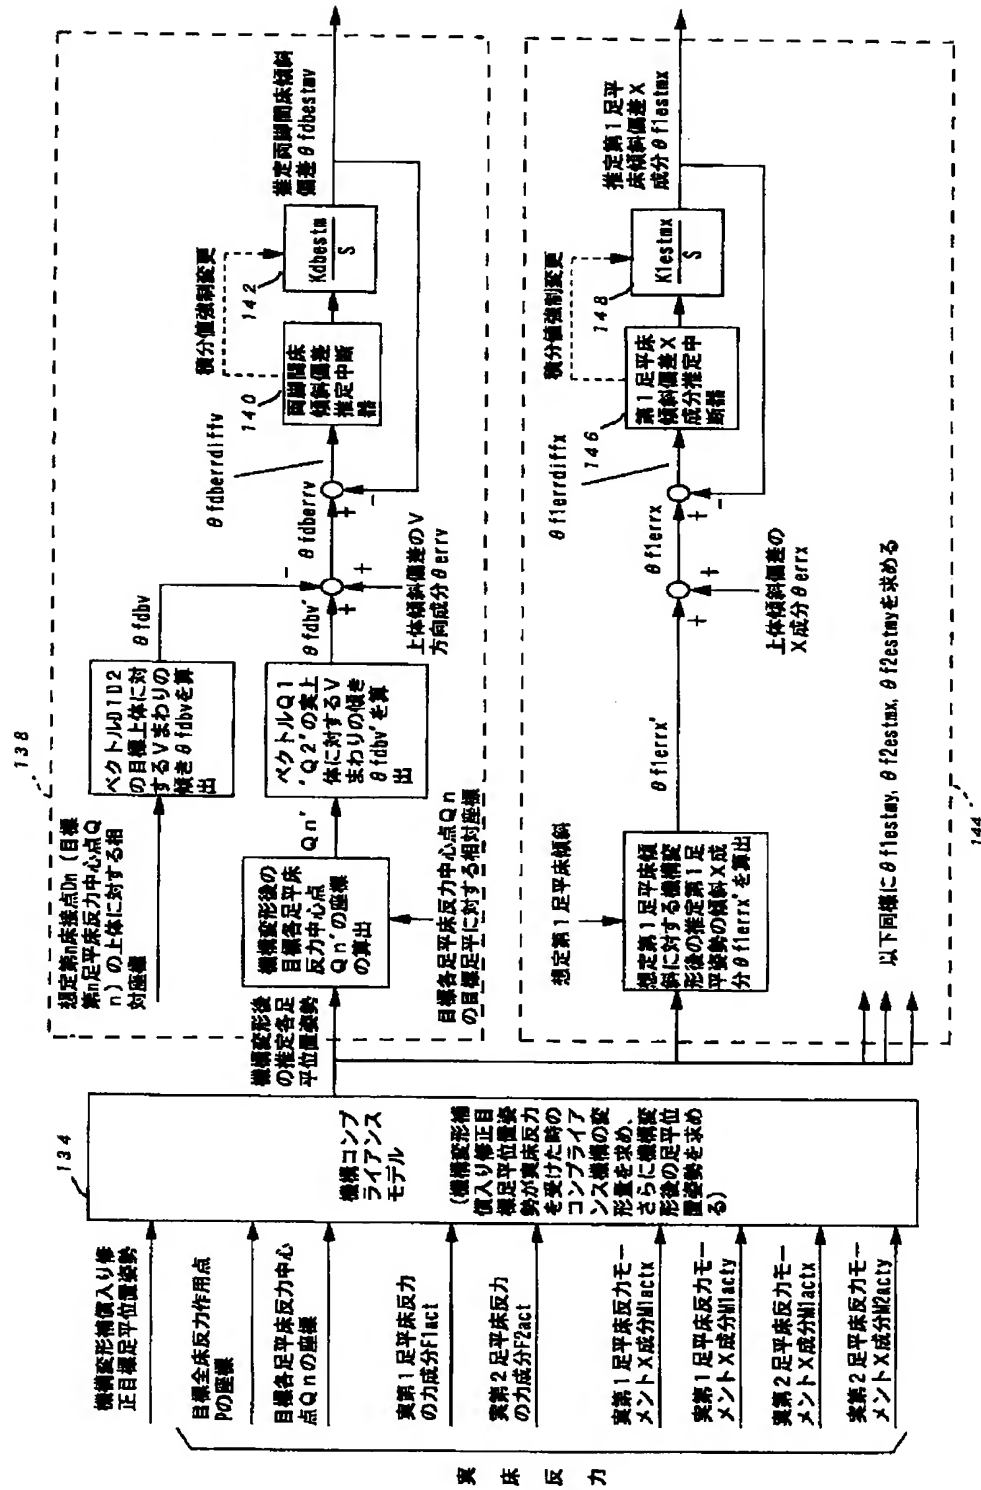 実床反力
機構変形補償入り修
正目標足平位置姿勢
目標全床反力作用点
Pの座標
目標各足平床反力中心
点Qnの座標
実第1足平床反力
の力成分F1act
実第2足平床反力
の力成分F2act
実第1足平床反力モー
メントX成分M1actx
実第1足平床反力モー
メントX成分M1acty
実第2足平床反力モー
メントX成分M1actx
実第2足平床反力モー
メントX成分M2acty
134
機構コンプ
ライアンス
モデル
(機構変形補
償入り修正目
標足平位置姿
勢が実床反力
を受けた時の
コンプライア
ンス機構の変
形量を求め、
さらに機構変
形後の足平位
置姿勢を求め
る)
機構変形後
の推定各足
平位置姿勢
138
想定第n床接点Dn(目標
第n足平床反力中心点Q
n)の上体に対する相
対座標
ベクトルD1D2
の目標上体に対
するVまわりの
傾きθfdbvを算
出
θfdbv
機構変形後の
目標各足平床
反力中心点
Qn'の座標
の算出
目標各足平床反力中心点Qn
の目標足平に対する相対座標
Qn'
ベクトルQ1
'Q2'の実上
体に対するV
まわりの傾き
θfdbv'を算
出
θfdbv'
-
+
+
上体傾斜偏差のV
方向成分θerrv
θfdberrv
+
-
θfdberrdiffv
140
両脚間床
傾斜偏差
推定中断
器
積分値強制変更
142
Kdbestm
S
推定両脚間床傾斜
偏差θfdbestmv
144
想定第1足平床傾斜
想定第1足平床傾
斜に対する機構変
形後の推定第1足
平姿勢の傾斜X成
分θf1errx'を算出
θf1errx'
+
+
上体傾斜偏差の
X成分θerrx
θf1errx
+
-
θf1errdiffx
146
第1足平床
傾斜偏差X
成分推定中
断器
積分値強制変更
148
K1estmx
S
推定第1足平
床傾斜偏差X
成分θf1estmx
以下同様にθf1estmy,θf2estmx,θf2estmyを求める